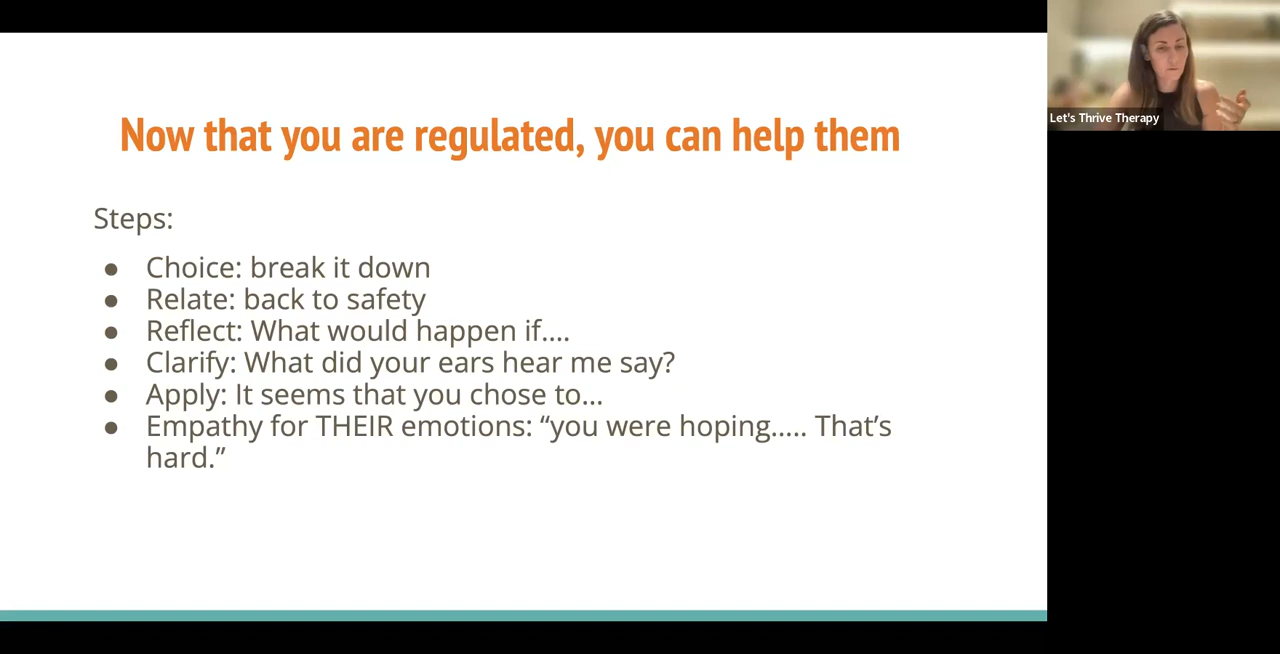 Now that you are regulated, you can help them
Steps:
● Choice: break it down
● Relate: back to safety
● Reflect: What would happen if....
● Clarify: What did your ears hear me say?
● Apply: It seems that you chose to...
● Empathy for THEIR emotions: “you were hoping..... That’s
hard.”
Let's Thrive Therapy